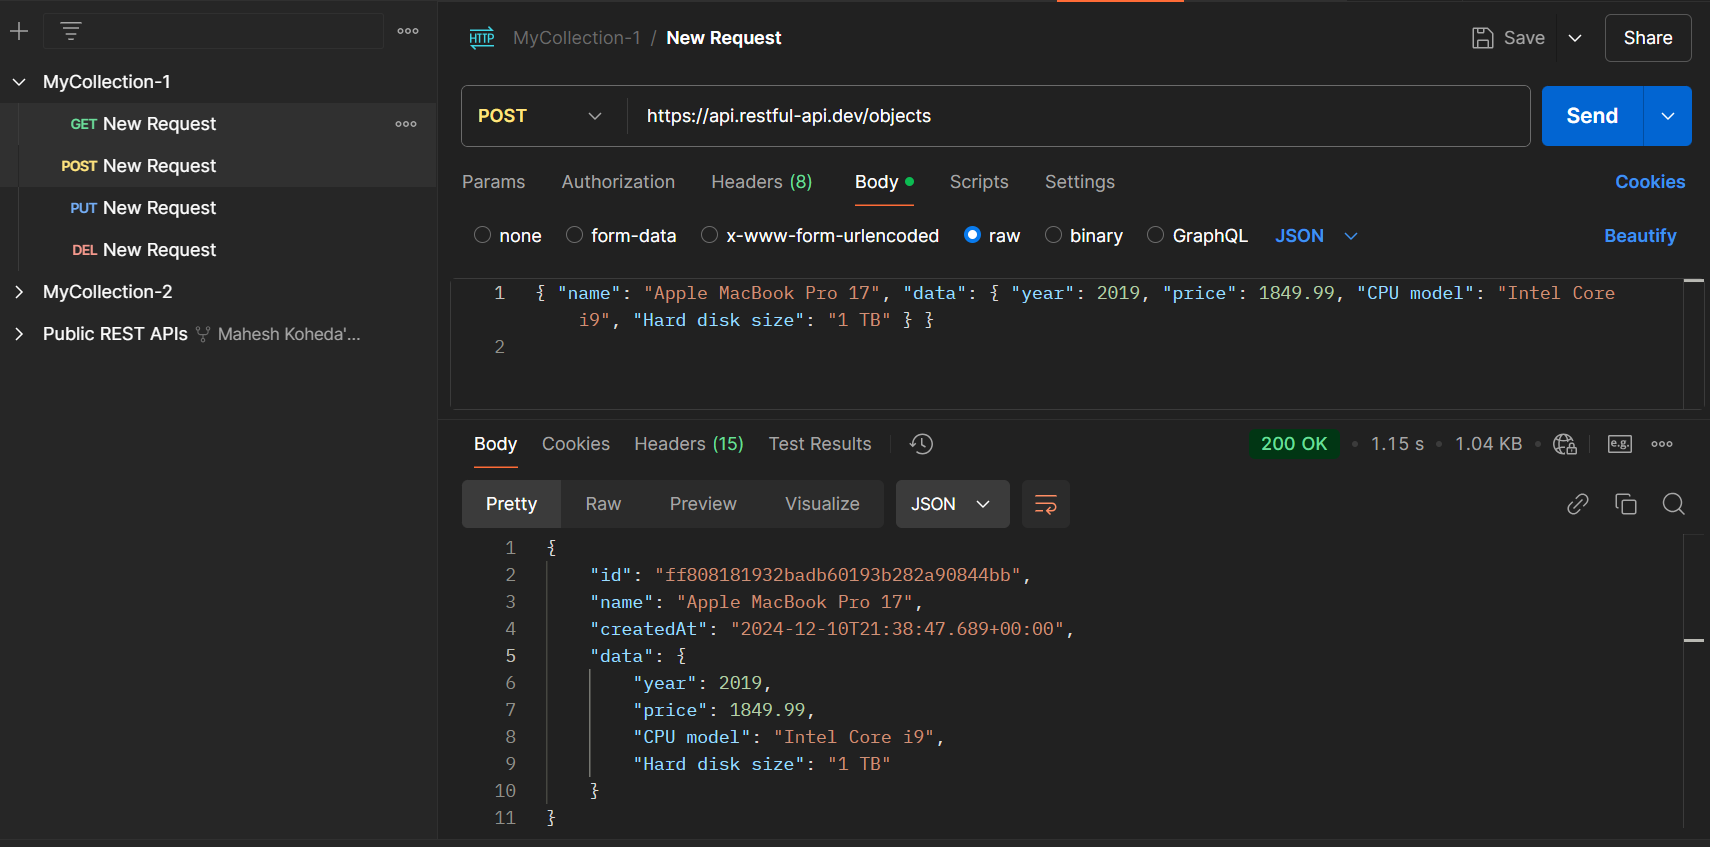 MyCollection-1
GET New Request
POST New Request
PUT New Request
DEL New Request
MyCollection-2
Public REST APIs Mahesh Koheda'...
HTTP MyCollection-1 / New Request
Save
Share
POST https://api.restful-api.dev/objects
Send
Params Authorization Headers (8) Body Scripts Settings Cookies
none form-data x-www-form-urlencoded raw binary GraphQL JSON Beautify
1 { "name": "Apple MacBook Pro 17", "data": { "year": 2019, "price": 1849.99, "CPU model": "Intel Core
i9", "Hard disk size": "1 TB" } }
2
Body Cookies Headers (15) Test Results 200 OK 1.15 s 1.04 KB e.g.
Pretty Raw Preview Visualize JSON
1 {
2 "id": "ff808181932badb60193b282a90844bb",
3 "name": "Apple MacBook Pro 17",
4 "createdAt": "2024-12-10T21:38:47.689+00:00",
5 "data": {
6 "year": 2019,
7 "price": 1849.99,
8 "CPU model": "Intel Core i9",
9 "Hard disk size": "1 TB"
10 }
11 }